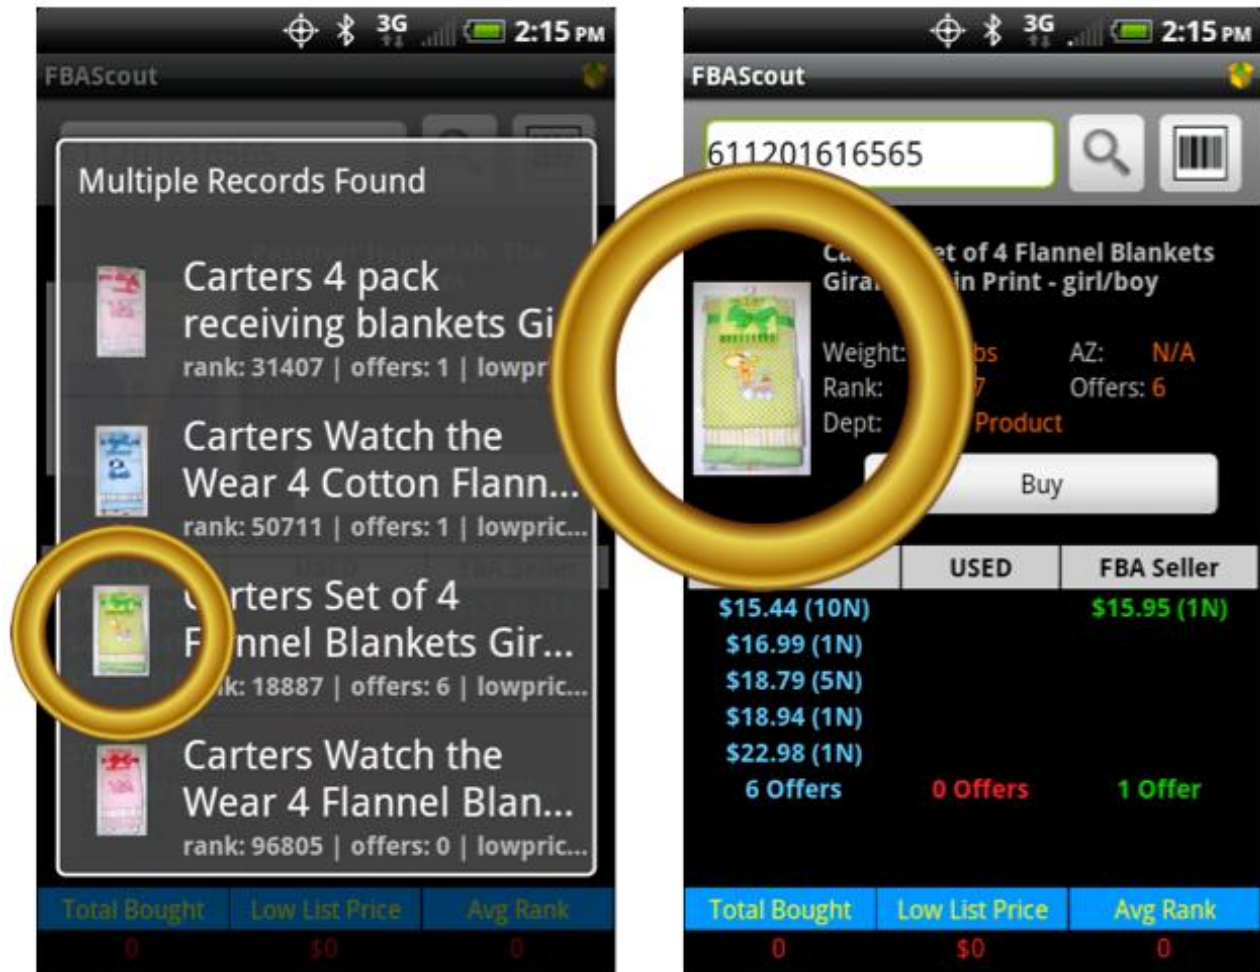 3G 2:15 PM
FBAScout
Multiple Records Found
Carters 4 pack
receiving blankets Gi
rank: 31407 | offers: 1 | lowpr
Carters Watch the
Wear 4 Cotton Flann...
rank: 50711 | offers: 1 | lowpric...
Carters Set of 4
Flannel Blankets Gir...
18887 | offers: 6 | lowpric...
Carters Watch the
Wear 4 Flannel Blan...
rank: 96805 | offers: 0 | lowpric...
Total Bought Low List Price Avg Rank
0 $0 0
3G 2:15 PM
FBAScout
611201616565
et of 4 Flannel Blankets
in Print - girl/boy
Weight: AZ: N/A
Rank: 7 Offers: 6
Dept: Product
Buy
USED FBA Seller
$15.44 (10N) $15.95 (1N)
$16.99 (1N)
$18.79 (5N)
$18.94 (1N)
$22.98 (1N)
6 Offers 0 Offers 1 Offer
Total Bought Low List Price Avg Rank
0 $0 0